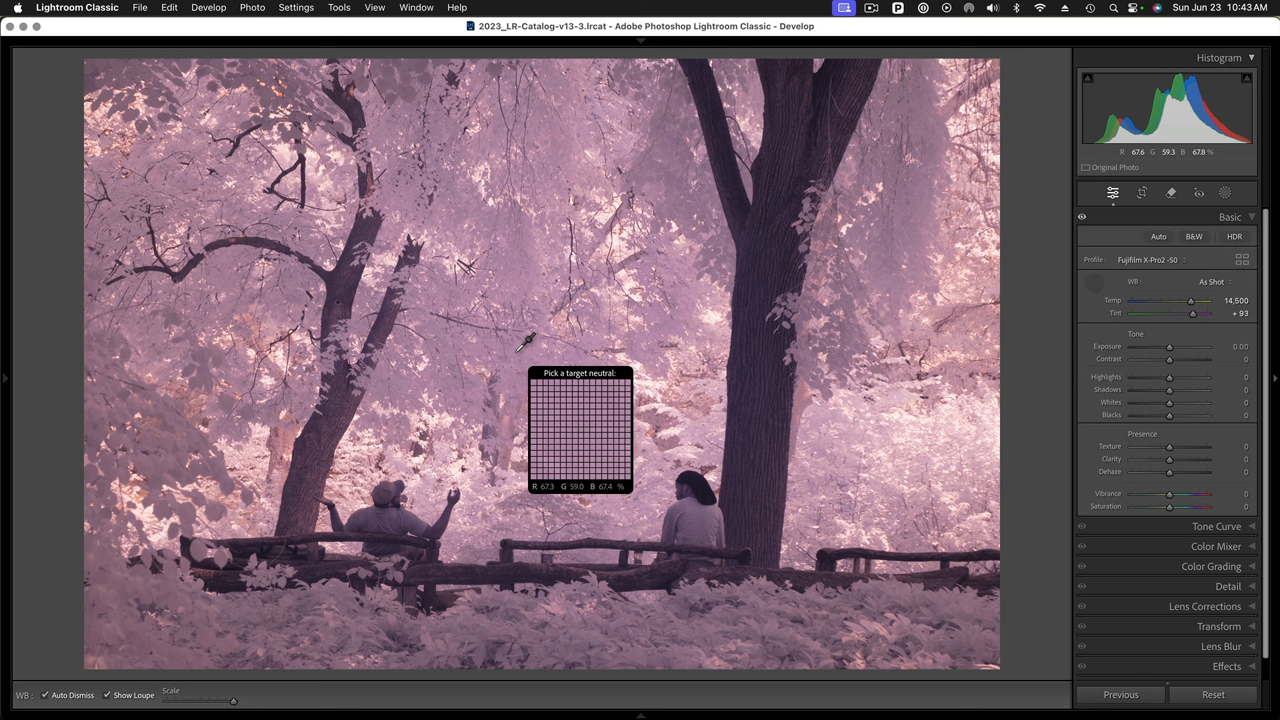 Lightroom Classic File Edit Develop Photo Settings Tools View Window Help Sun Jun 23 10:43 AM
2023_LR-Catalog-v13-3.lrcat - Adobe Photoshop Lightroom Classic - Develop
Histogram
R 67.6 G 59.3 B 67.8 %
Original Photo
Basic
Auto B&W HDR
Profile : Fujifilm X-Pro2 -50
WB : As Shot
Temp 14,500
Tint + 93
Tone
Exposure 0.00
Contrast 0
Highlights 0
Shadows 0
Whites 0
Blacks 0
Presence
Texture 0
Clarity 0
Dehaze 0
Vibrance 0
Saturation 0
Tone Curve
Color Mixer
Color Grading
Detail
Lens Corrections
Transform
Lens Blur
Effects
Previous Reset
Pick a target neutral:
R 67.3 G 59.0 B 67.4 %
WB : Auto Dismiss Show Loupe Scale